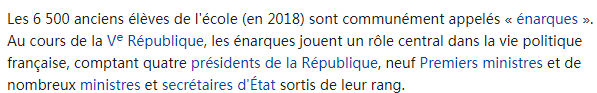 Les 6 500 anciens élèves de l'école (en 2018) sont communément appelés « énarques ».
Au cours de la Vᵉ République, les énarques jouent un rôle central dans la vie politique
française, comptant quatre présidents de la République, neuf Premiers ministres et de
nombreux ministres et secrétaires d'État sortis de leur rang.